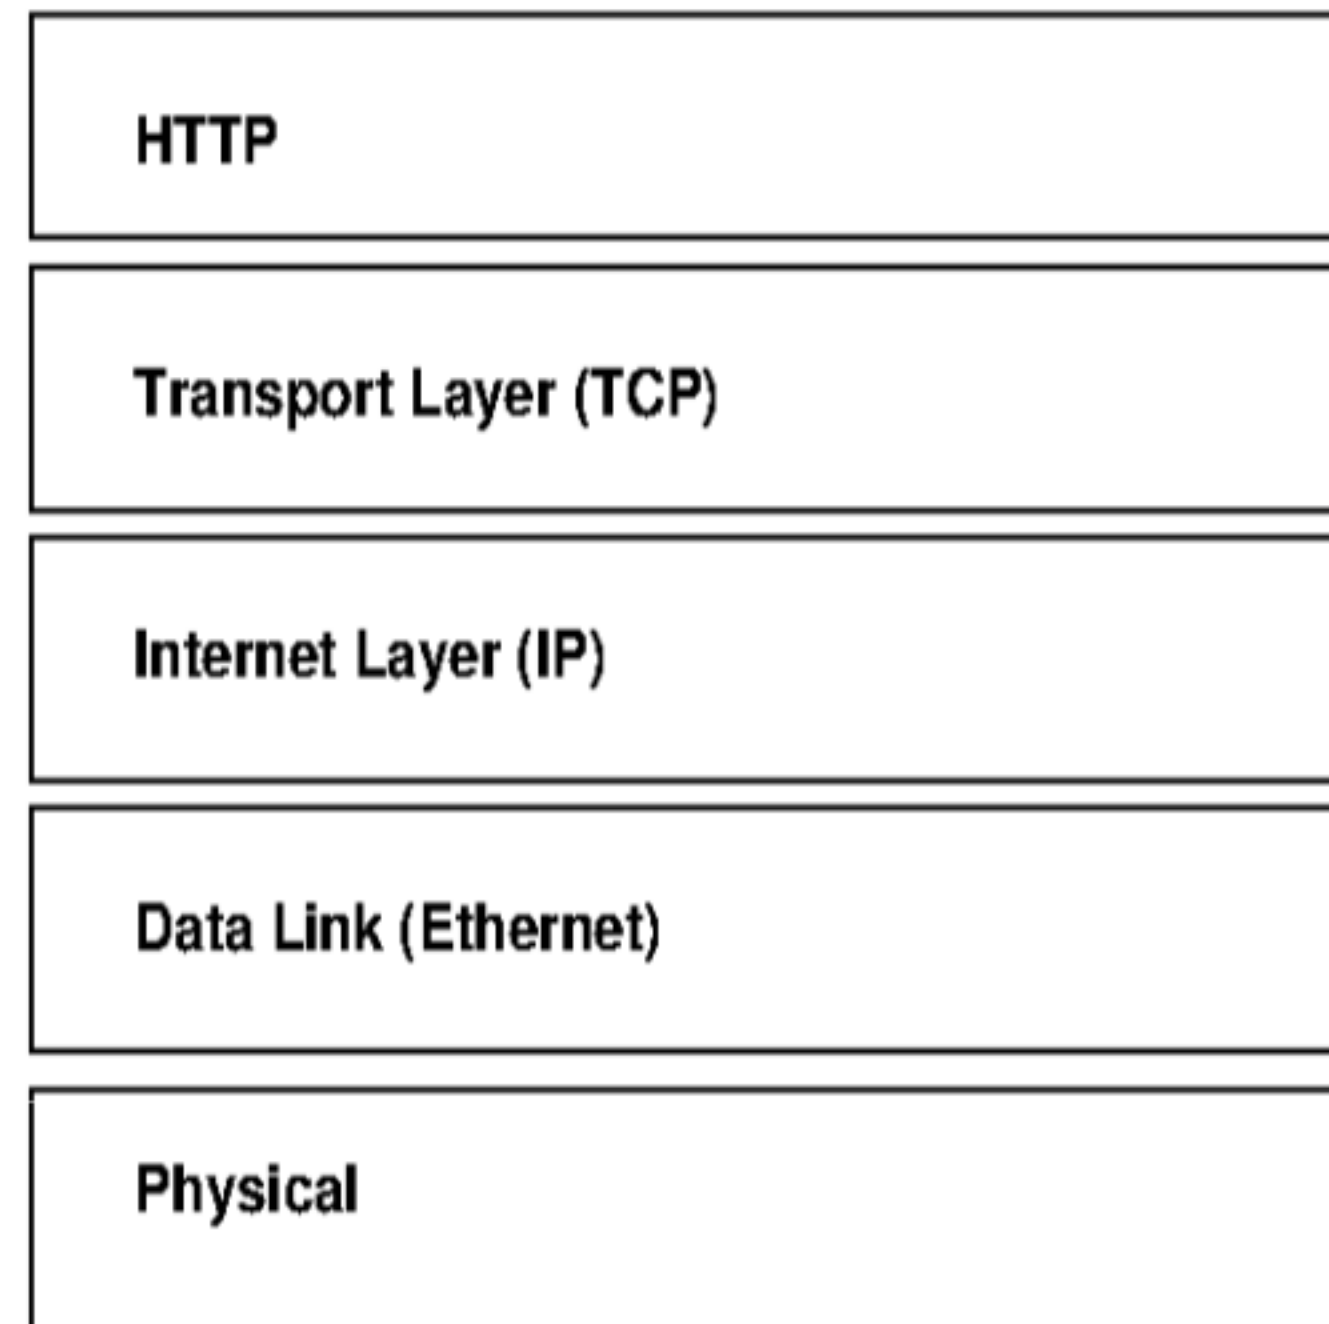 HTTP
Transport Layer (TCP)
Internet Layer (IP)
Data Link (Ethernet)
Physical